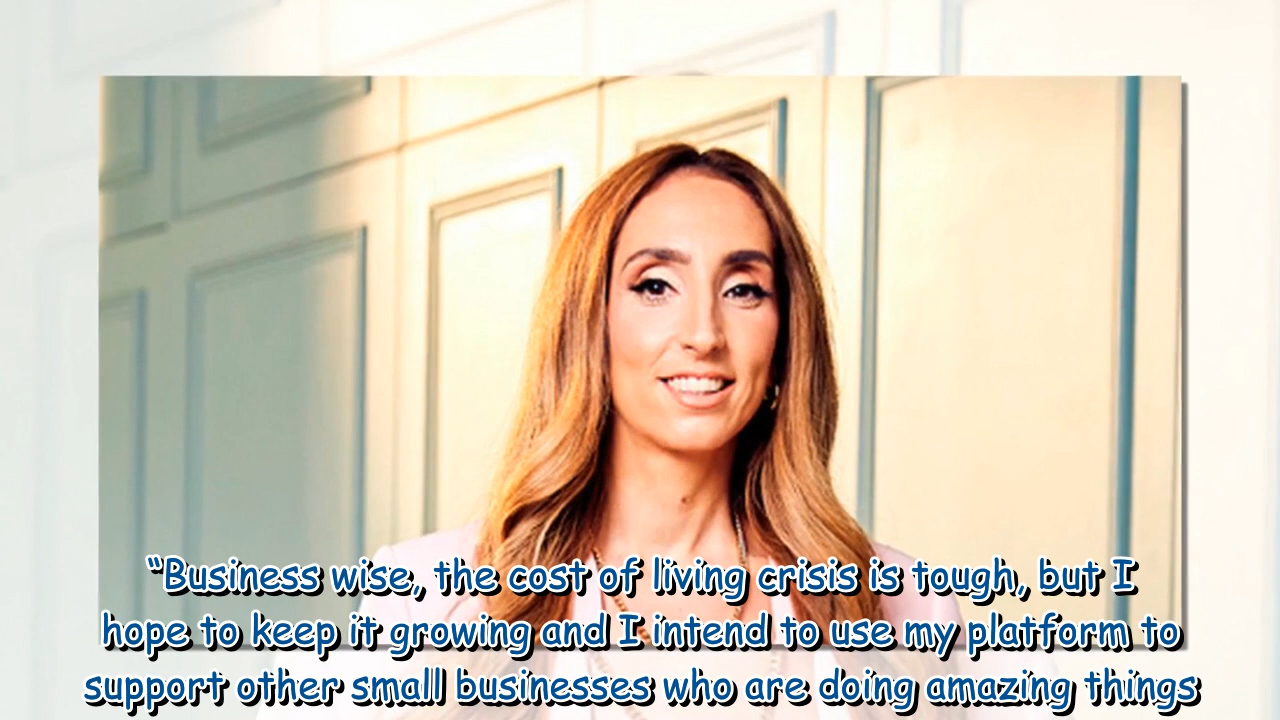 “Business wise, the cost of living crisis is tough, but I
hope to keep it growing and I intend to use my platform to
support other small businesses who are doing amazing things